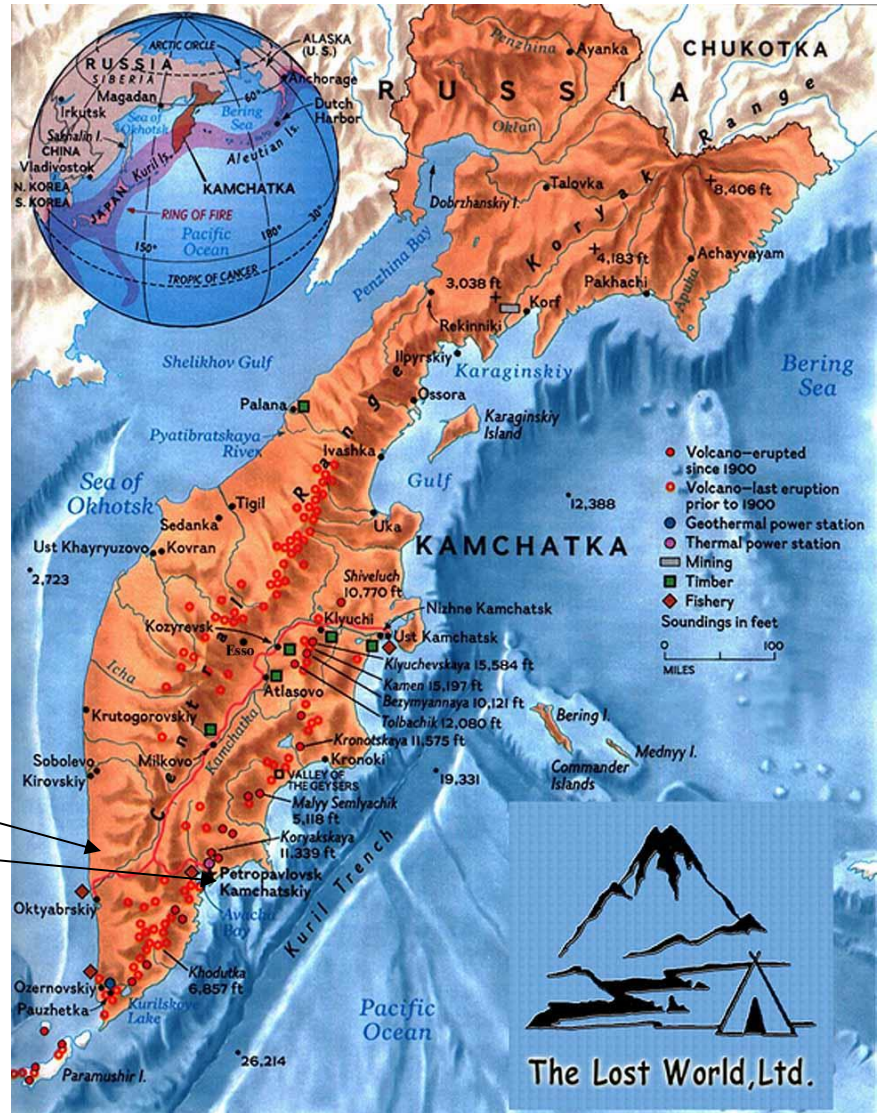 ARCTIC CIRCLE
ALASKA
(U.S.)
RUSSIA
SIBERIA
Anchorage
Magadan
60°
Bering
Sea
Dutch
Harbor
Irkutsk
Sea of
Okhotsk
Sakhalin I.
CHINA
Aleutian Is.
Vladivostok
Kuril Is.
N. KOREA
S. KOREA
KAMCHATKA
JAPAN
RING OF FIRE
Pacific
Ocean
30°
150°
180°
TROPIC OF CANCER
Penzhina
Ayanka
CHUKOTKA
RUSSIA
Oklan
Koryak Range
Talovka
8,406 ft
Dobrzhanskiy I.
4,183 ft
Achayvayam
Penzhina Bay
3,038 ft
Pakhachi
Apuka
Korf
Rekinniki
Shelikhov Gulf
Ilpyrskiy
Karaginskiy
Gulf
Bering
Sea
Palana
Ossora
Karaginskiy
Island
Pyatibratskaya
River
Ivashka
Central Range
Sea of
Okhotsk
Tigil
Sedanka
Uka
12,388
Ust Khayryuzovo
Kovran
KAMCHATKA
2,723
Shiveluch
10,770 ft
Volcano—erupted
since 1900
Volcano—last eruption
prior to 1900
Geothermal power station
Thermal power station
Mining
Timber
Fishery
Soundings in feet
0
100
MILES
Klyuchi
Nizhne Kamchatsk
Kozyrevsk
Ust Kamchatsk
Esso
Klyuchevskaya 15,584 ft
Icha
Kamen 15,197 ft
Atlasovo
Bezymyannaya 10,121 ft
Tolbachik 12,080 ft
Krutogorovskiy
Kamchatka
Kronotskaya 11,575 ft
Bering I.
Mednyy I.
Commander
Islands
Milkovo
Kronoki
Sobolevo
Kirovskiy
VALLEY OF
THE GEYSERS
19,331
Malyy Semlyachik
5,118 ft
Koryakskaya
11,339 ft
Petropavlovsk
Kamchatskiy
Kuril Trench
Oktyabrskiy
Avacha
Bay
Khodutka
6,857 ft
Ozernovskiy
Pauzhetka
Kurilskoye
Lake
Pacific
Ocean
26,214
Paramushir I.
The Lost World,Ltd.